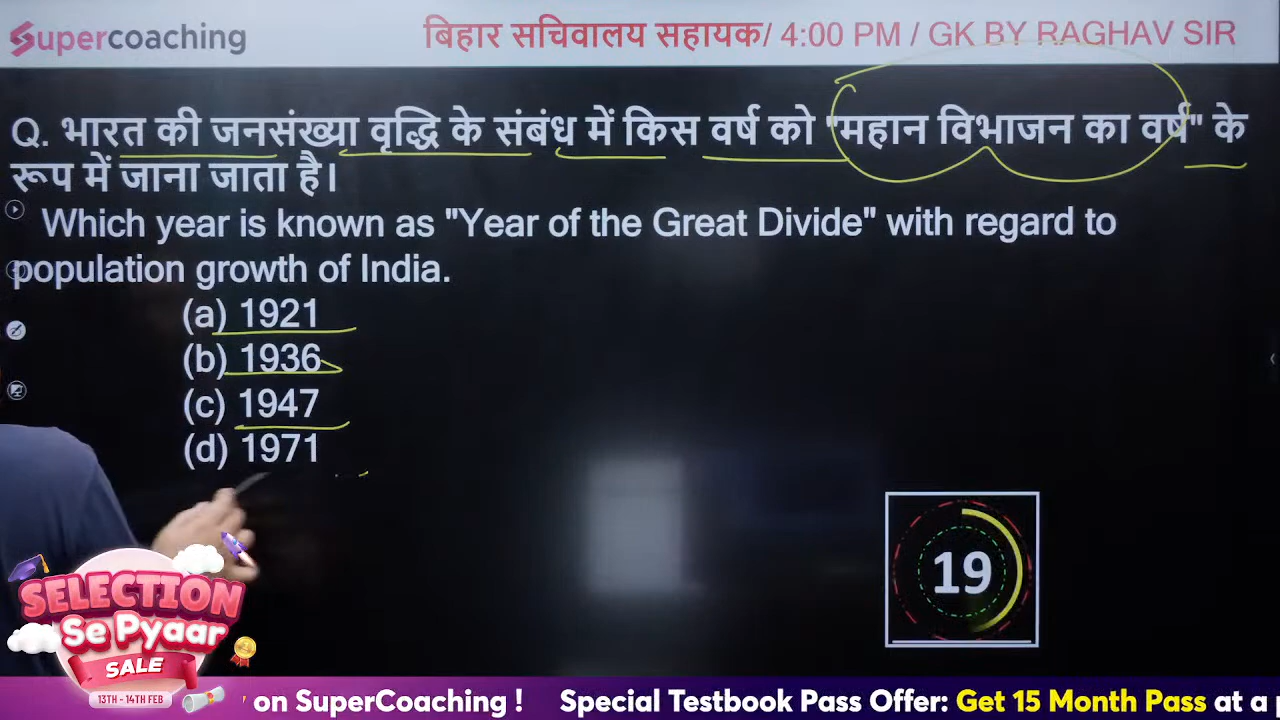 Supercoaching
बिहार सचिवालय सहायक/ 4:00 PM / GK BY RAGHAV SIR
Q. भारत की जनसंख्या वृद्धि के संबंध में किस वर्ष को "महान विभाजन का वर्ष" के
रूप में जाना जाता है।
Which year is known as "Year of the Great Divide" with regard to
population growth of India.
(a) 1921
(b) 1936
(c) 1947
(d) 1971
19
SELECTION
Se Pyaar
SALE
13TH - 14TH FEB
on SuperCoaching ! Special Testbook Pass Offer: Get 15 Month Pass at a